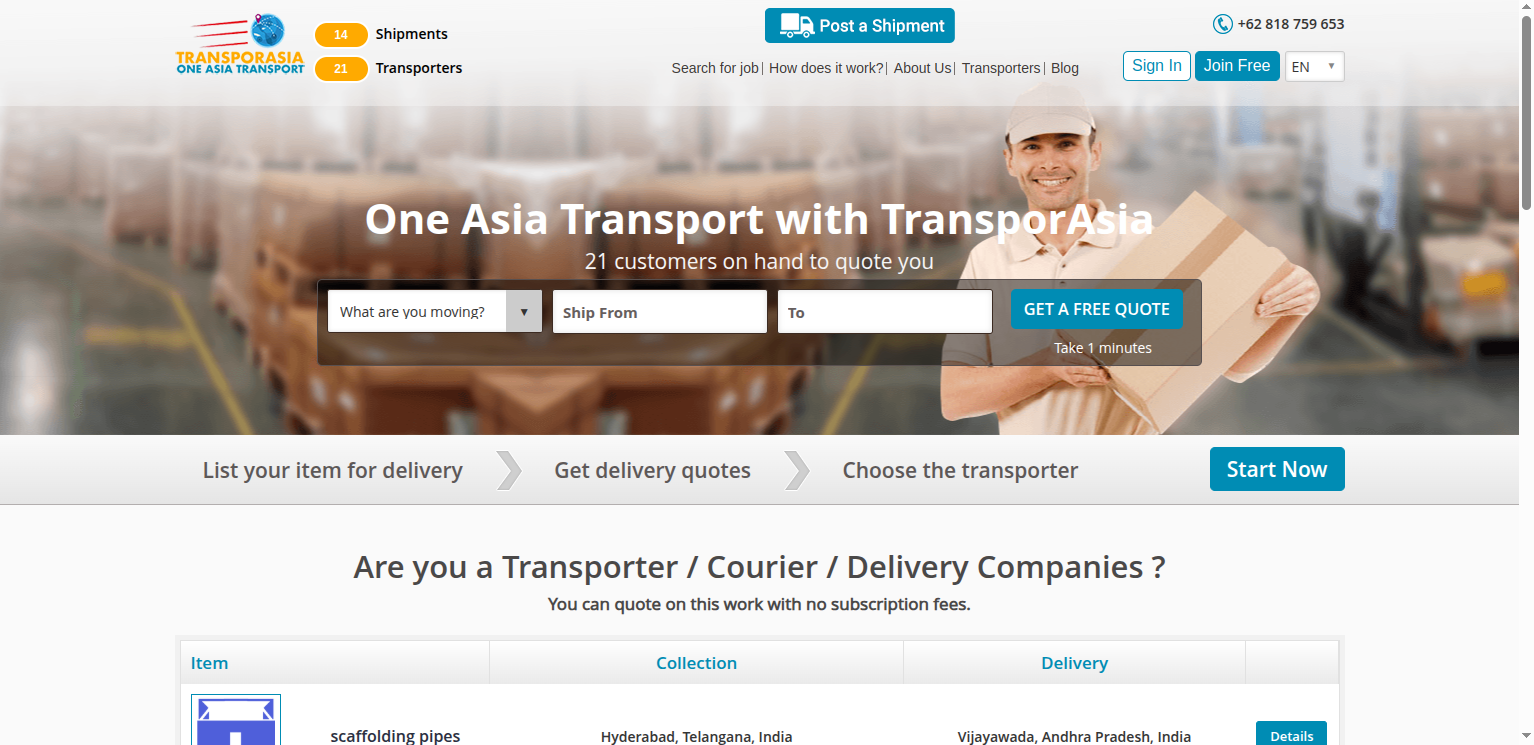 TRANSPORASIA
ONE ASIA TRANSPORT
14 Shipments
21 Transporters
Post a Shipment
+62 818 759 653
Search for job| How does it work?| About Us| Transporters| Blog
Sign In
Join Free
EN
One Asia Transport with TransporAsia
21 customers on hand to quote you
What are you moving?
Ship From
To
GET A FREE QUOTE
Take 1 minutes
List your item for delivery
Get delivery quotes
Choose the transporter
Start Now
Are you a Transporter / Courier / Delivery Companies ?
You can quote on this work with no subscription fees.
Item Collection Delivery
scaffolding pipes Hyderabad, Telangana, India Vijayawada, Andhra Pradesh, India Details